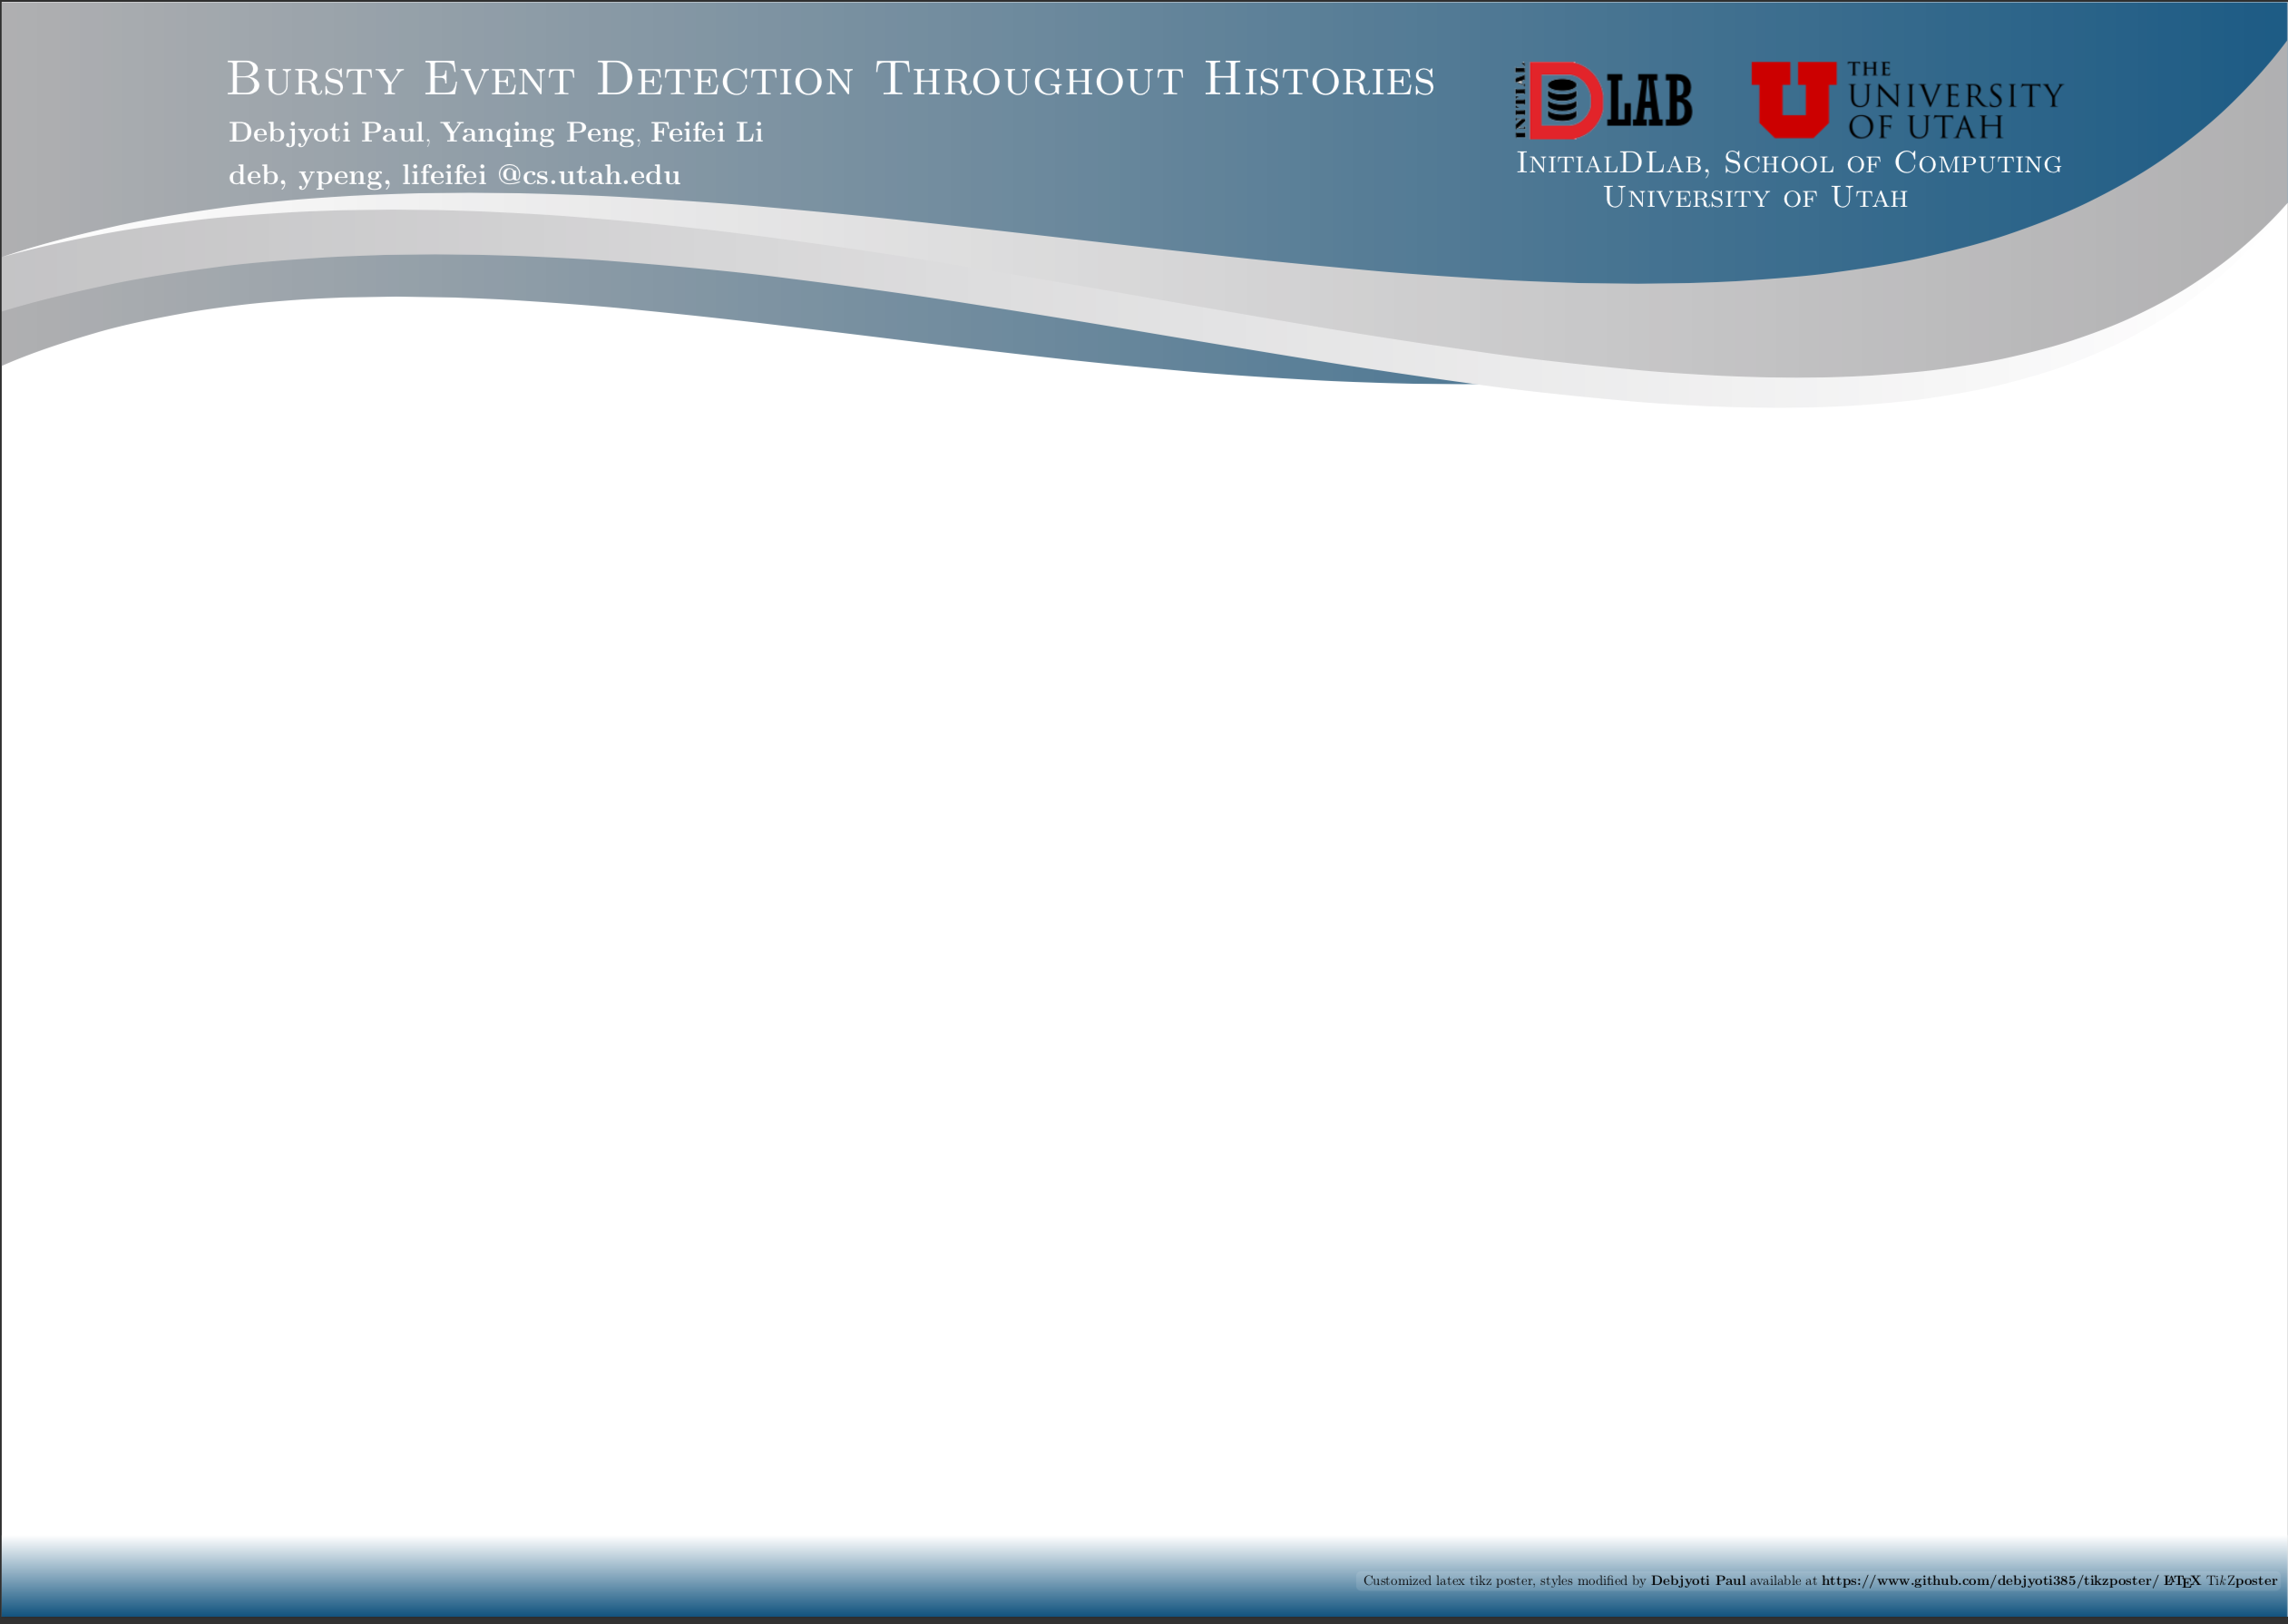 Bursty Event Detection Throughout Histories
Debjyoti Paul, Yanqing Peng, Feifei Li
deb, ypeng, lifeifei @cs.utah.edu
INITIAL D LAB
THE
UNIVERSITY
OF UTAH
U
InitialDLab, School of Computing
University of Utah
Customized latex tikz poster, styles modified by Debjyoti Paul available at https://www.github.com/debjyoti385/tikzposter/ LATEX TikZposter